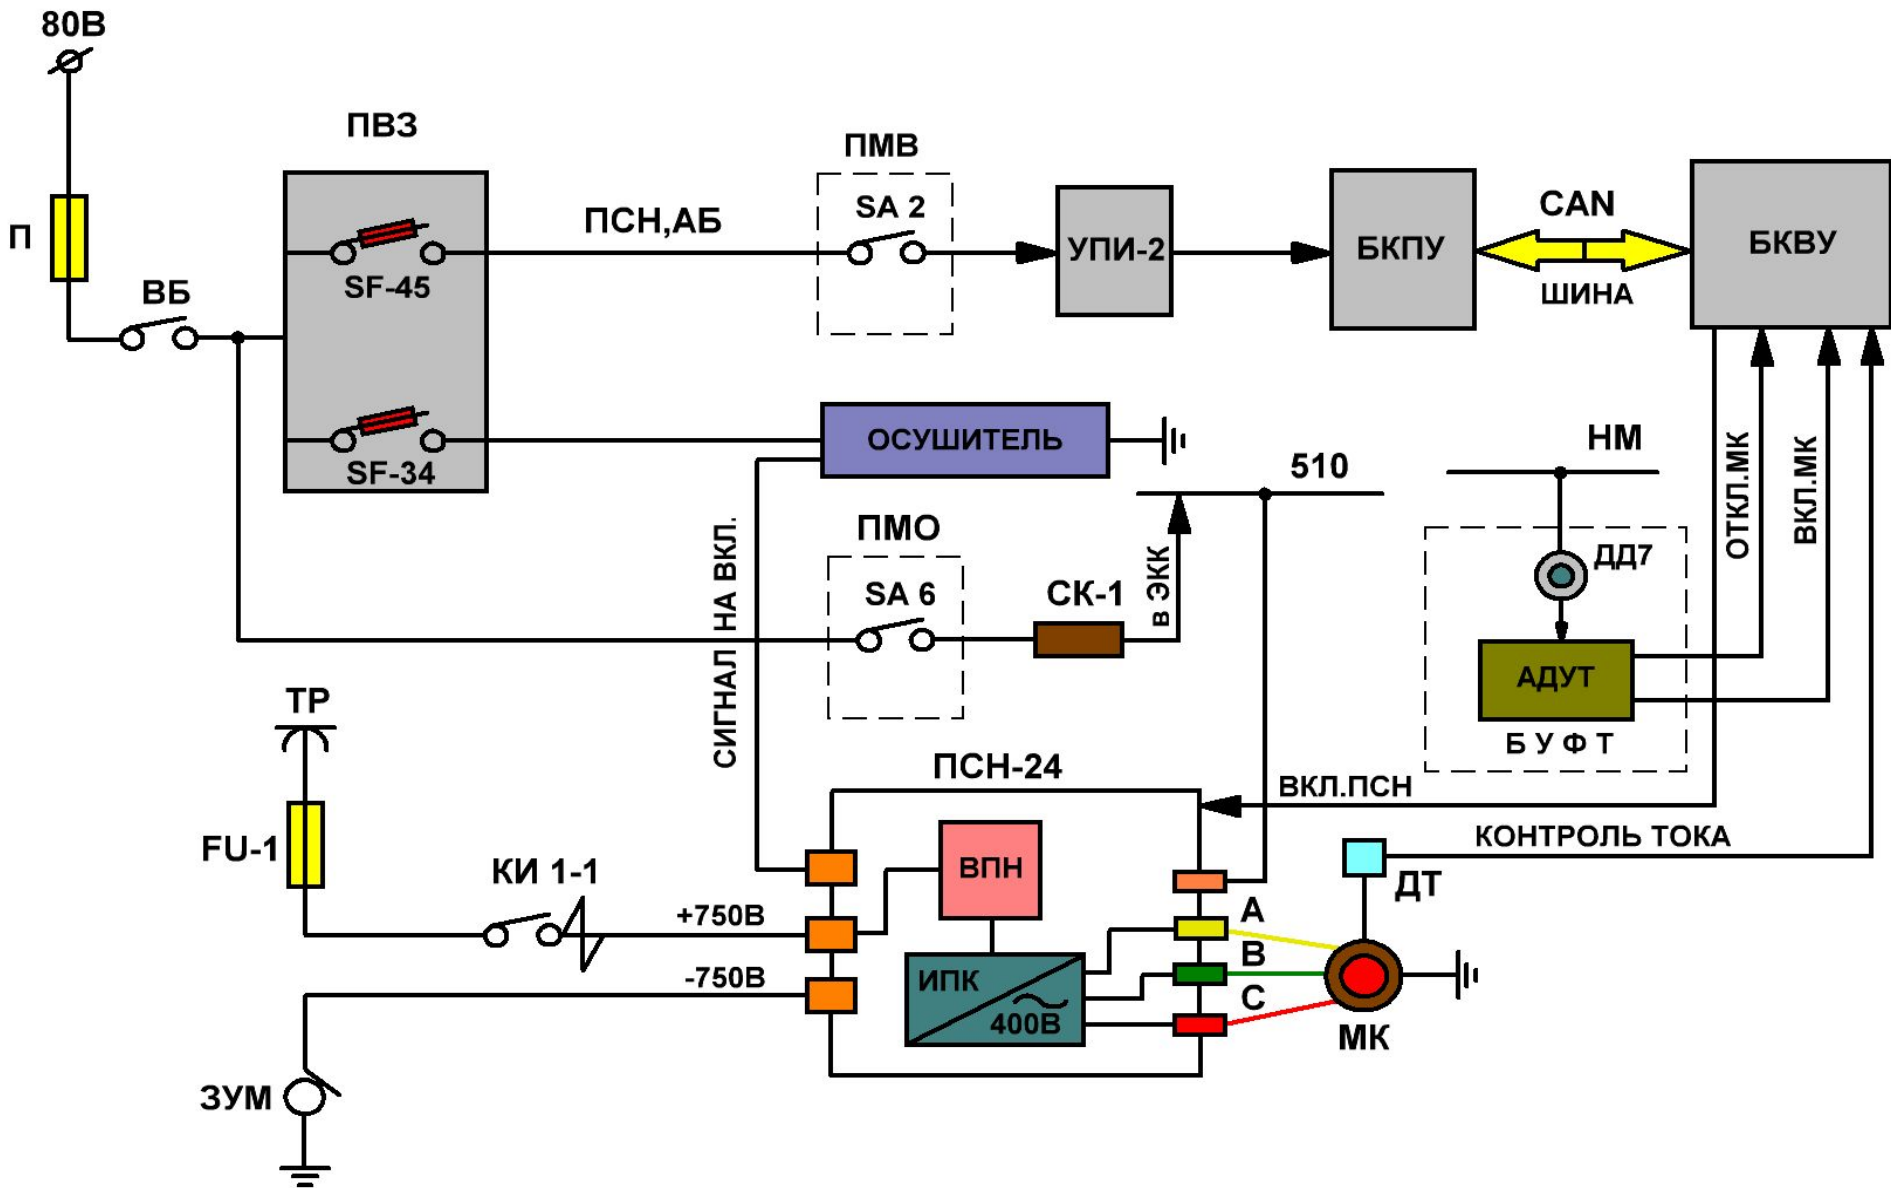 80В
ПВЗ
ПМВ
SA 2
ПСН,АБ
CAN
П
УПИ-2
БКПУ
БКВУ
SF-45
ВБ
ШИНА
ОСУШИТЕЛЬ
НМ
SF-34
510
ОТКЛ.МК
ВКЛ.МК
ПМО
ДД7
SA 6
СК-1
в ЭКК
СИГНАЛ НА ВКЛ.
АДУТ
ТР
Б У Ф Т
ПСН-24
ВКЛ.ПСН
КОНТРОЛЬ ТОКА
FU-1
КИ 1-1
ВПН
ДТ
+750В
А
В
-750В
ИПК
С
400В
МК
ЗУМ